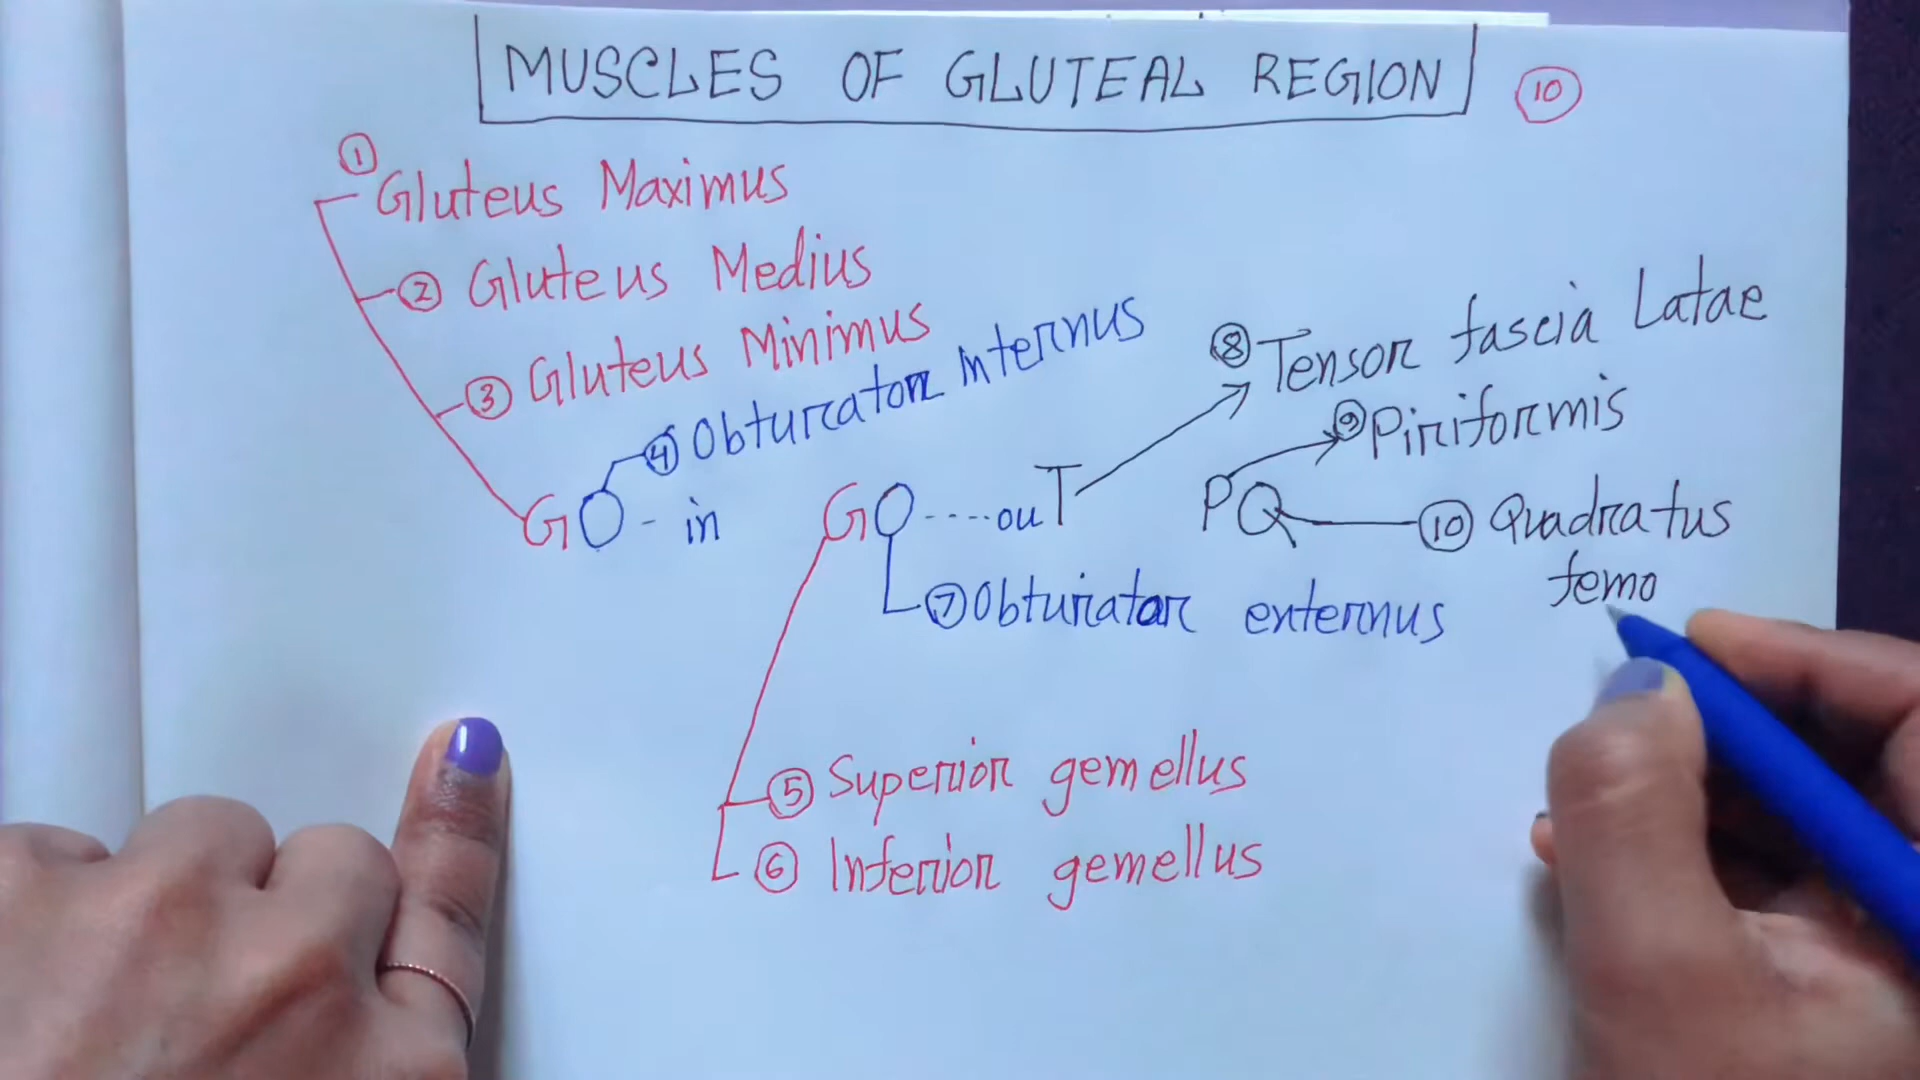 MUSCLES OF GLUTEAL REGION 10
1 Gluteus Maximus
2 Gluteus Medius
3 Gluteus Minimus
4 Obturator internus
GO - in
GO ....ouT
8 Tensor fascia Latae
PQ
9 Piriformis
10 Quadratus
femo
7 Obturator externus
5 Superior gemellus
6 Inferior gemellus